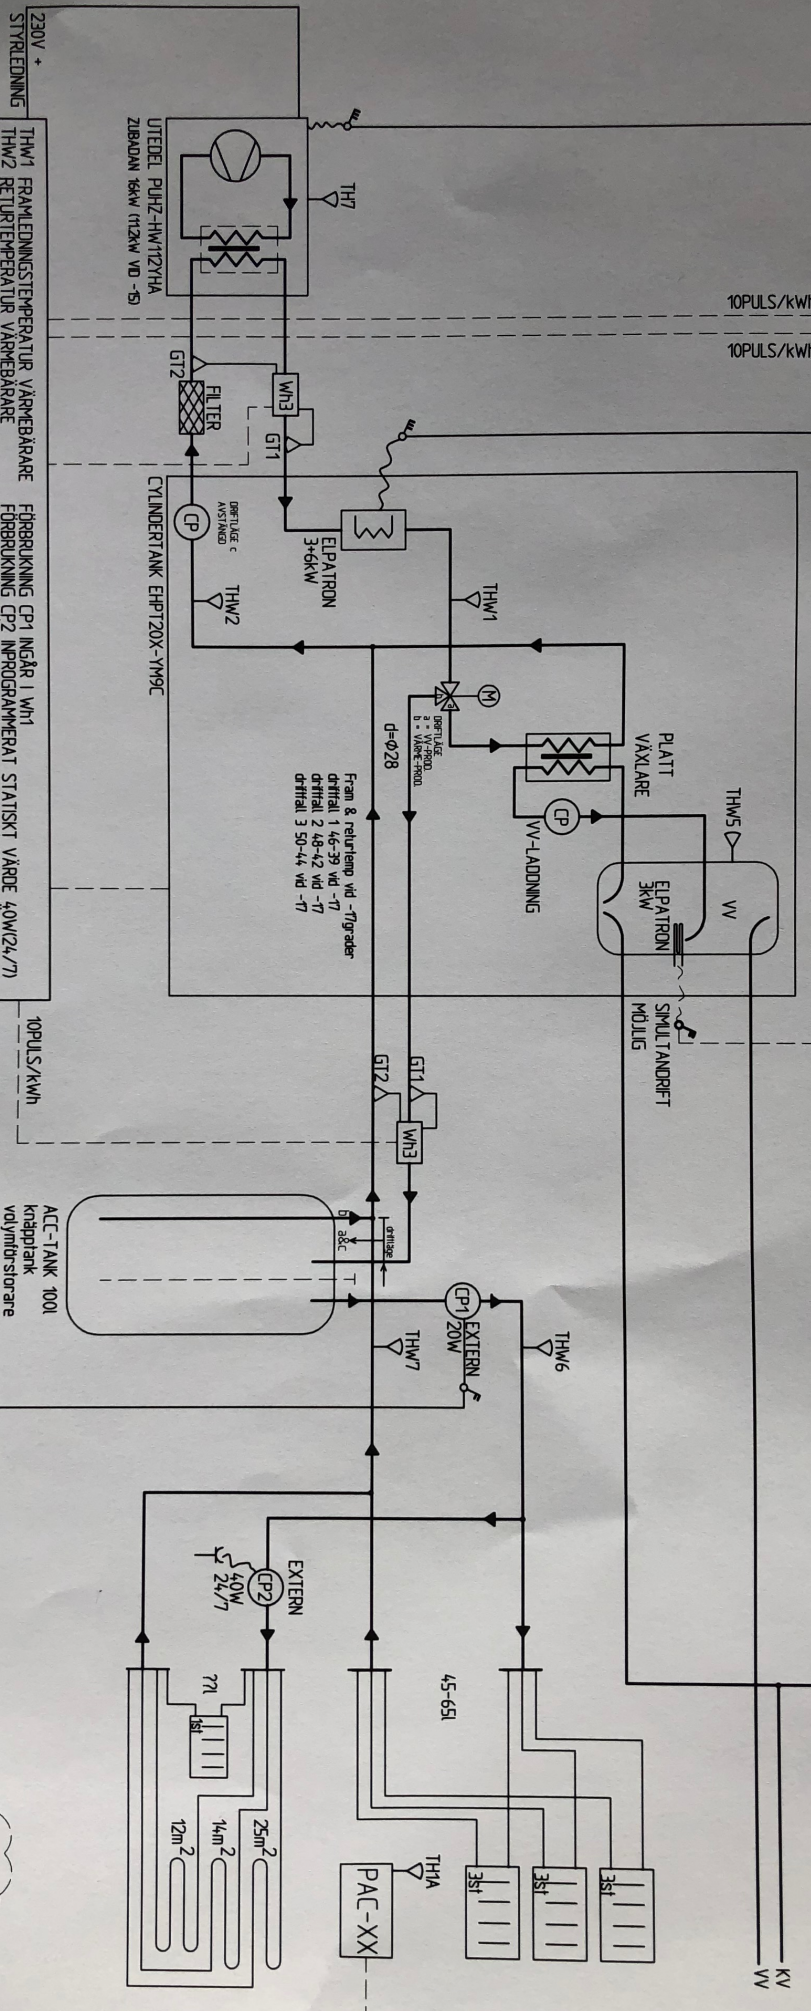 10PULS/kWh
10PULS/kWh
TH7
UTEDEL PUHZ-HW112YHA
ZUBADAN 16kW (11.2kW VID -15)
230V +
STYRLEDNING
THW1 FRAMLEDNINGSTEMPERATUR VÄRMEBÄRARE
THW2 RETURTEMPERATUR VÄRMEBÄRARE
FÖRBRUKNING CP1 INGÅR I Wh1
FÖRBRUKNING CP2 INPROGRAMMERAT STATISKT VÄRDE 40W(24/7)
GT2
FILTER
Wh3
GT1
CYLINDERTANK EHPT20X-YM9C
DRIFTLÄGE C
AVSTÄNGD
CP
THW2
ELPATRON
3+6kW
THW1
M
a
b
DRIFTLÄGE
a = VV-PROD.
b = VÄRME-PROD.
d=Ø28
PLATT
VÄXLARE
CP
VV-LADDNING
THW5
VV
ELPATRON
3kW
SIMULTANDRIFT
MÖJLIG
Fram & returtemp vid -17grader
driftfall 1 46-39 vid -17
driftfall 2 48-42 vid -17
driftfall 3 50-44 vid -17
10PULS/kWh
GT2
GT1
Wh3
driftläge
b
a&c
ACC-TANK 100l
knäpptank
volymförstorare
CP1
EXTERN
20W
THW6
THW7
EXTERN
CP2
40W
24/7
45-65l
??l
1st
25m2
14m2
12m2
3st
3st
3st
TH1A
PAC-XX
KV
VV